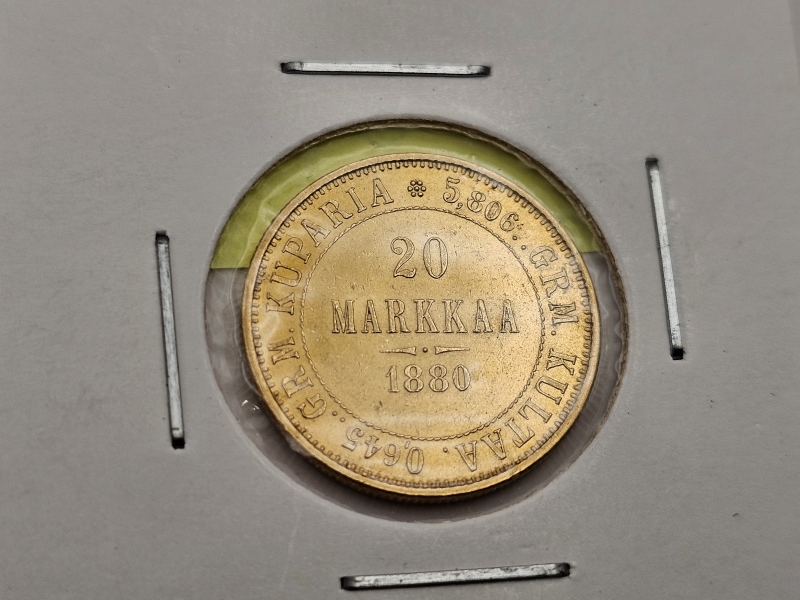 20
MARKKAA
1880
5,806. GRM. KULTAA. 0,645. GRM. KUPARIA